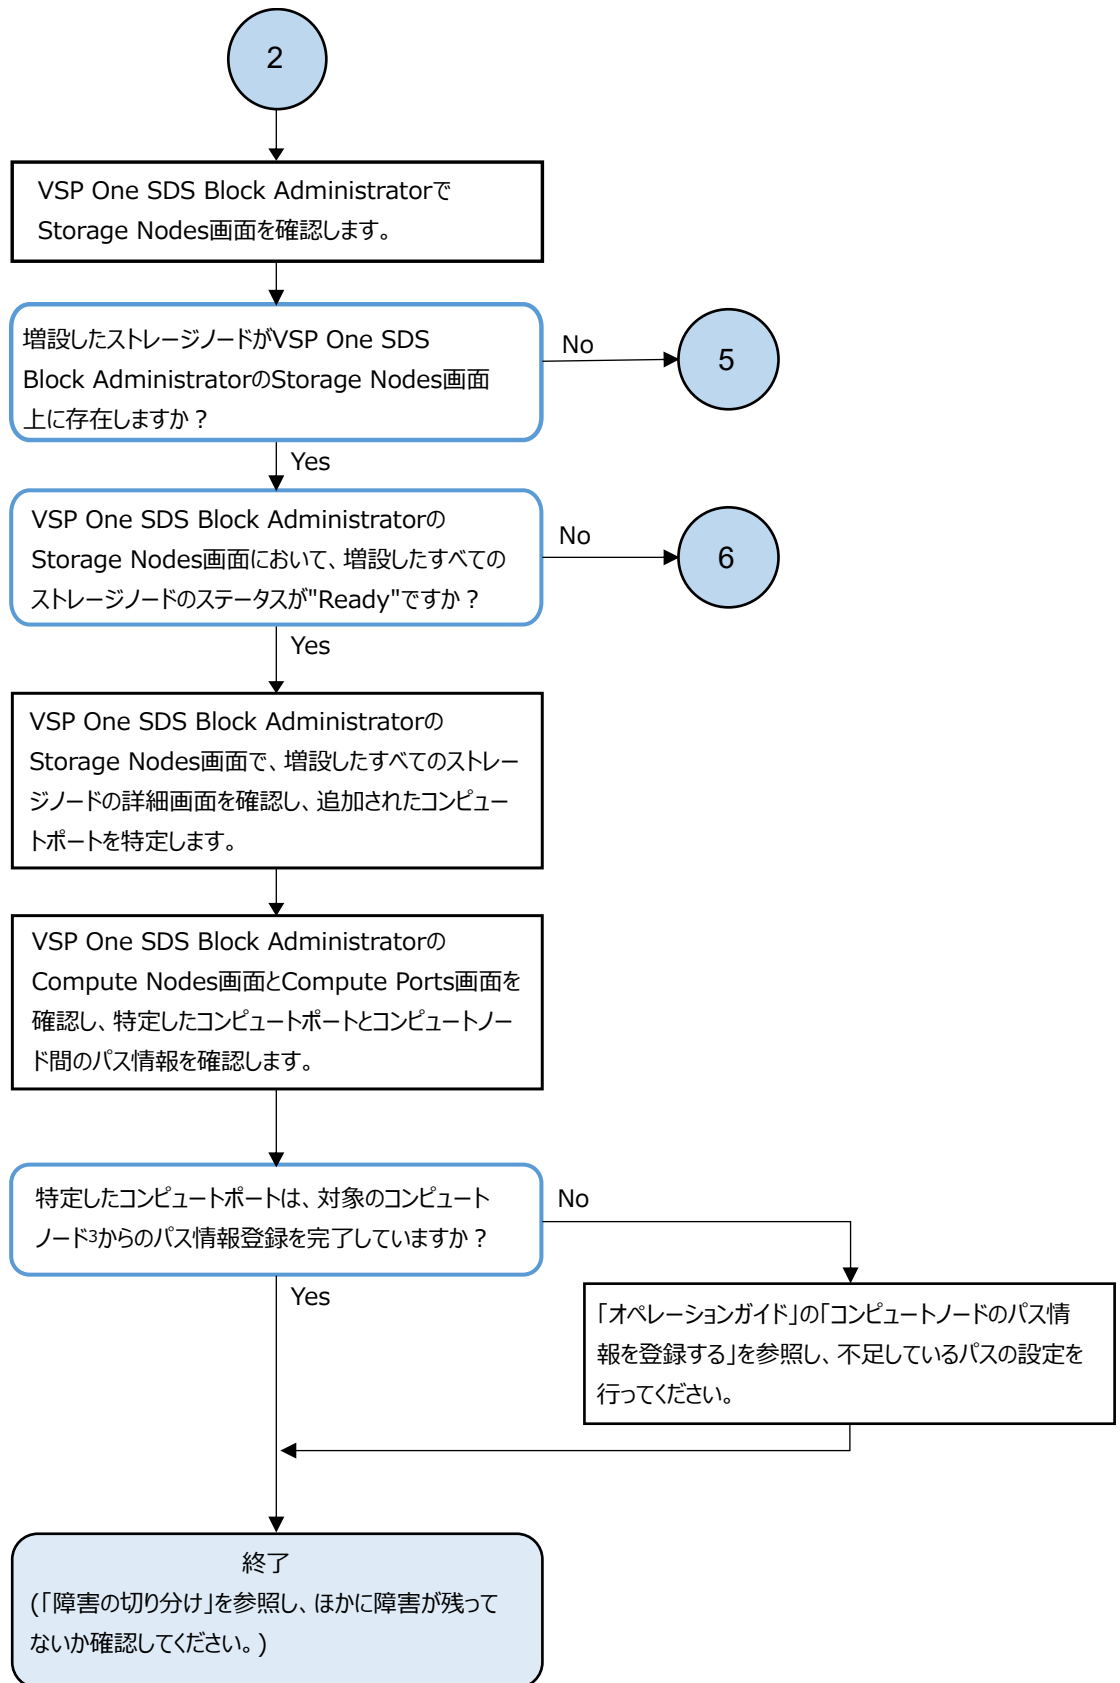 2
VSP One SDS Block Administratorで
Storage Nodes画面を確認します。
増設したストレージノードがVSP One SDS
Block AdministratorのStorage Nodes画面
上に存在しますか？
No
5
Yes
VSP One SDS Block Administratorの
Storage Nodes画面において、増設したすべての
ストレージノードのステータスが"Ready"ですか？
No
6
Yes
VSP One SDS Block Administratorの
Storage Nodes画面で、増設したすべてのストレー
ジノードの詳細画面を確認し、追加されたコンピュー
トポートを特定します。
VSP One SDS Block Administratorの
Compute Nodes画面とCompute Ports画面を
確認し、特定したコンピュートポートとコンピュートノー
ド間のパス情報を確認します。
特定したコンピュートポートは、対象のコンピュート
ノード3からのパス情報登録を完了していますか？
No
Yes
「オペレーションガイド」の「コンピュートノードのパス情
報を登録する」を参照し、不足しているパスの設定を
行ってください。
終了
(「障害の切り分け」を参照し、ほかに障害が残って
ないか確認してください。)